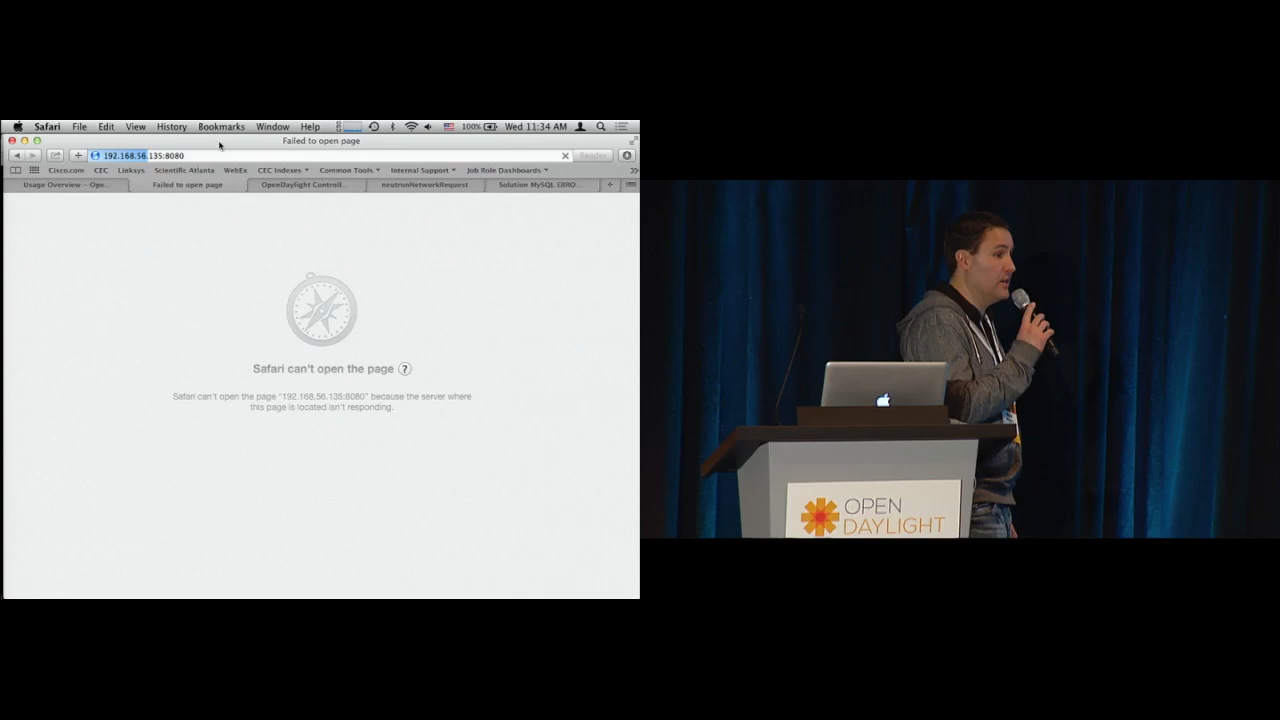 Safari File Edit View History Bookmarks Window Help 100% Wed 11:34 AM
Failed to open page
192.168.56.135:8080 Reader
Cisco.com CEC Linksys Scientific Atlanta WebEx CEC Indexes Common Tools Internal Support Job Role Dashboards
Usage Overview – Ope... Failed to open page OpenDaylight Controll... neutronNetworkRequest Solution MySQL ERRO...
Safari can't open the page ?
Safari can't open the page "192.168.56.135:8080" because the server where
this page is located isn't responding.
OPEN
DAYLIGHT